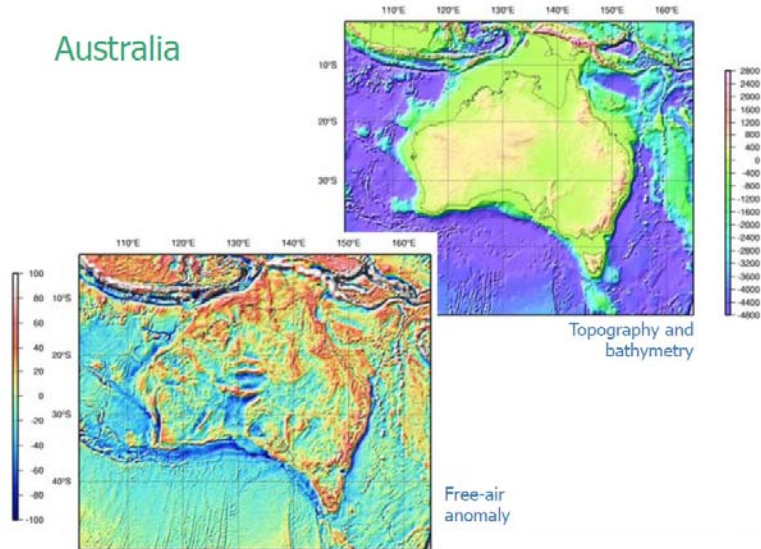 Australia
110°E 120°E 130°E 140°E 150°E 160°E
10°S
20°S
30°S
2800
2400
2000
1600
1200
800
400
0
-400
-800
-1200
-1600
-2000
-2400
-2800
-3200
-3600
-4000
-4400
-4800
Topography and
bathymetry
110°E 120°E 130°E 140°E 150°E 160°E
10°S
20°S
30°S
40°S
100
80
60
40
20
0
-20
-40
-60
-80
-100
Free-air
anomaly